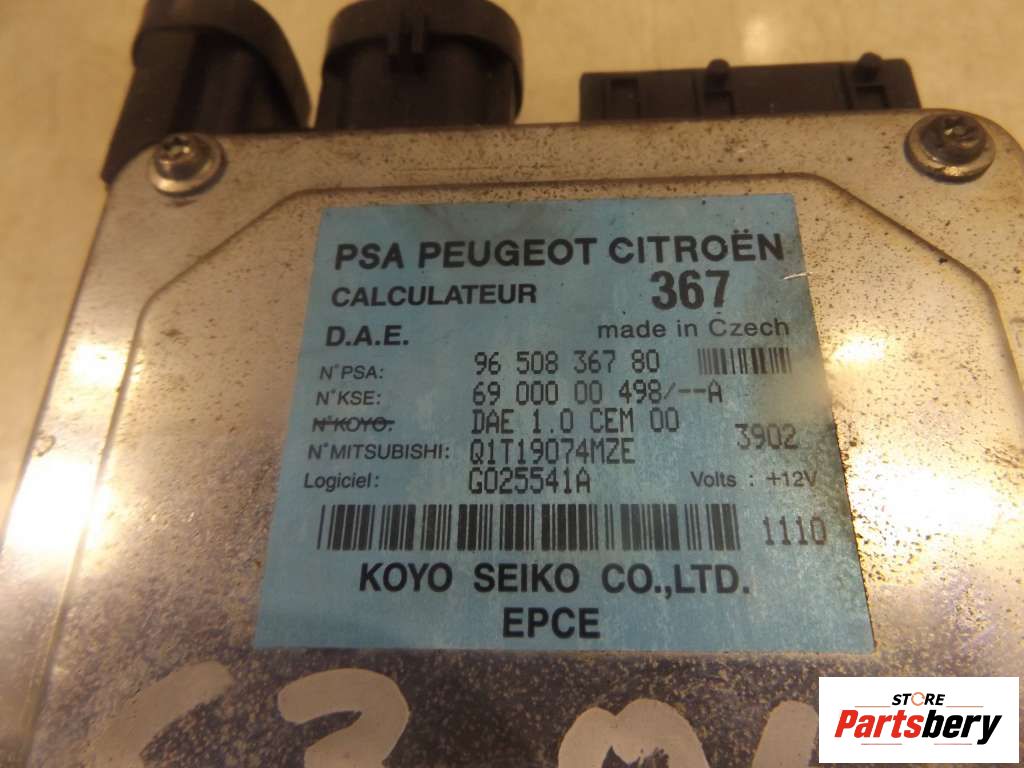 PSA PEUGEOT CITROËN
CALCULATEUR 367
D.A.E. made in Czech
N°PSA: 96 508 367 80
N°KSE: 69 000 00 498/--A
N°KOYO: DAE 1.0 CEM 00
N°MITSUBISHI: Q1T19074MZE 3902
Logiciel: G025541A Volts : +12V
1110
KOYO SEIKO CO.,LTD.
EPCE
C3
STORE
Partsbery